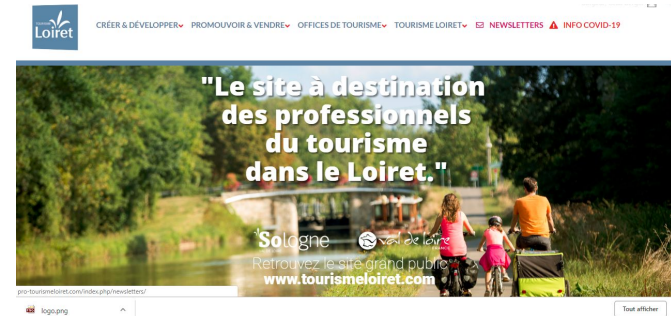 Loiret
CRÉER & DÉVELOPPER PROMOUVOIR & VENDRE OFFICES DE TOURISME TOURISME LOIRET NEWSLETTERS INFO COVID-19
"Le site à destination
des professionnels
du tourisme
dans le Loiret."
Sologne val de loire
FRANCE
Retrouvez le site grand public
www.tourismeloiret.com
pro-tourismeloiret.com/index.php/newsletters/
logo.png Tout afficher